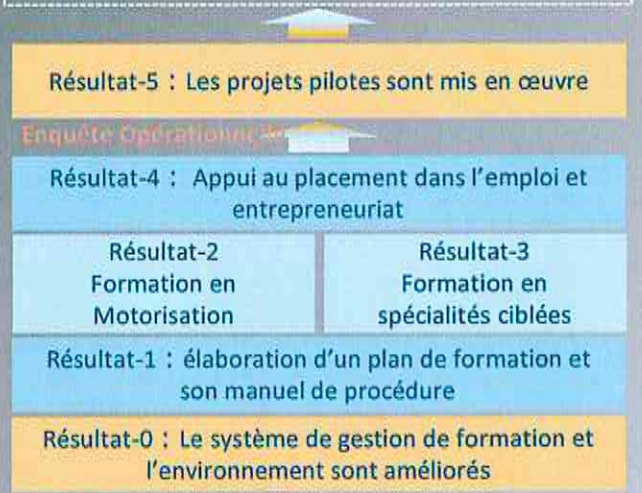 Résultat-5 : Les projets pilotes sont mis en œuvre
Enquête Opérationnelle
Résultat-4 : Appui au placement dans l'emploi et
entrepreneuriat
Résultat-2
Formation en
Motorisation
Résultat-3
Formation en
spécialités ciblées
Résultat-1 : élaboration d'un plan de formation et
son manuel de procédure
Résultat-0 : Le système de gestion de formation et
l'environnement sont améliorés